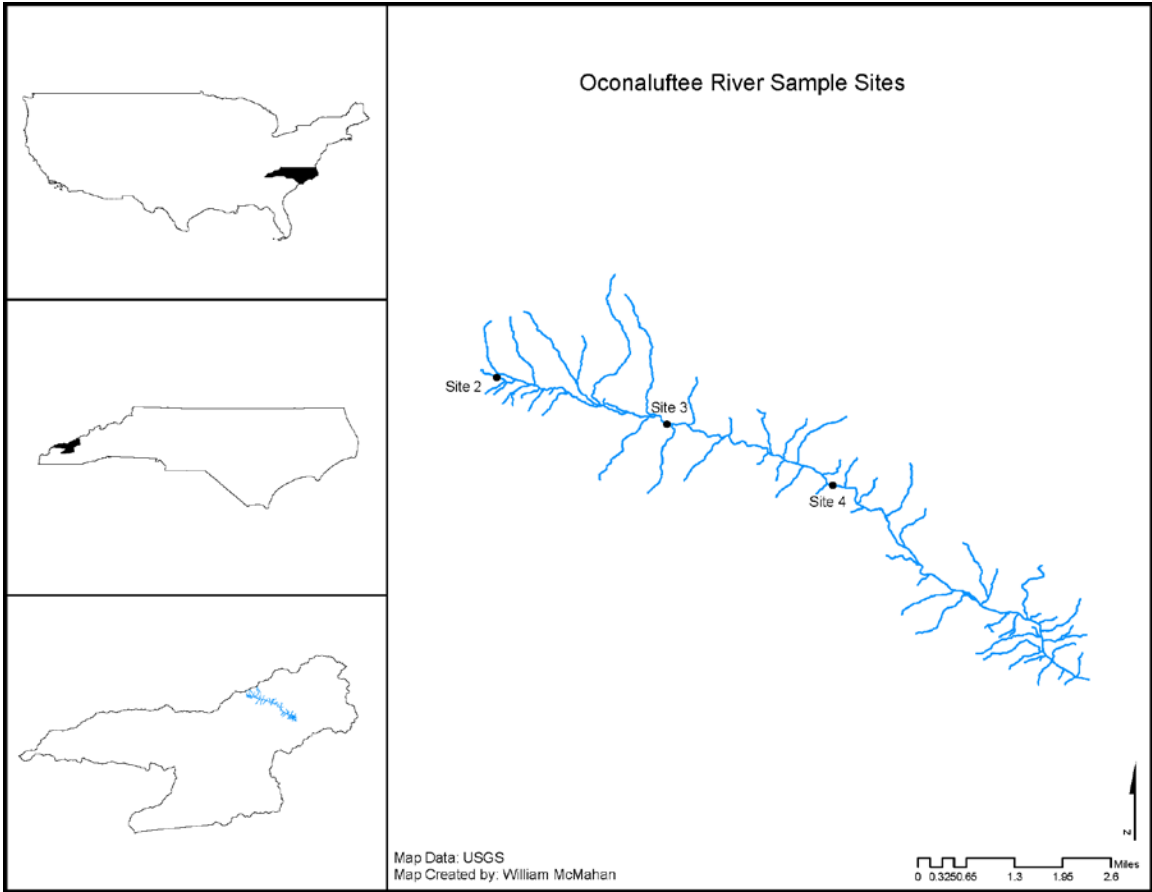 Oconaluftee River Sample Sites
Site 2
Site 3
Site 4
N
Map Data: USGS
Map Created by: William McMahan
Miles
0 0.3250.65 1.3 1.95 2.6